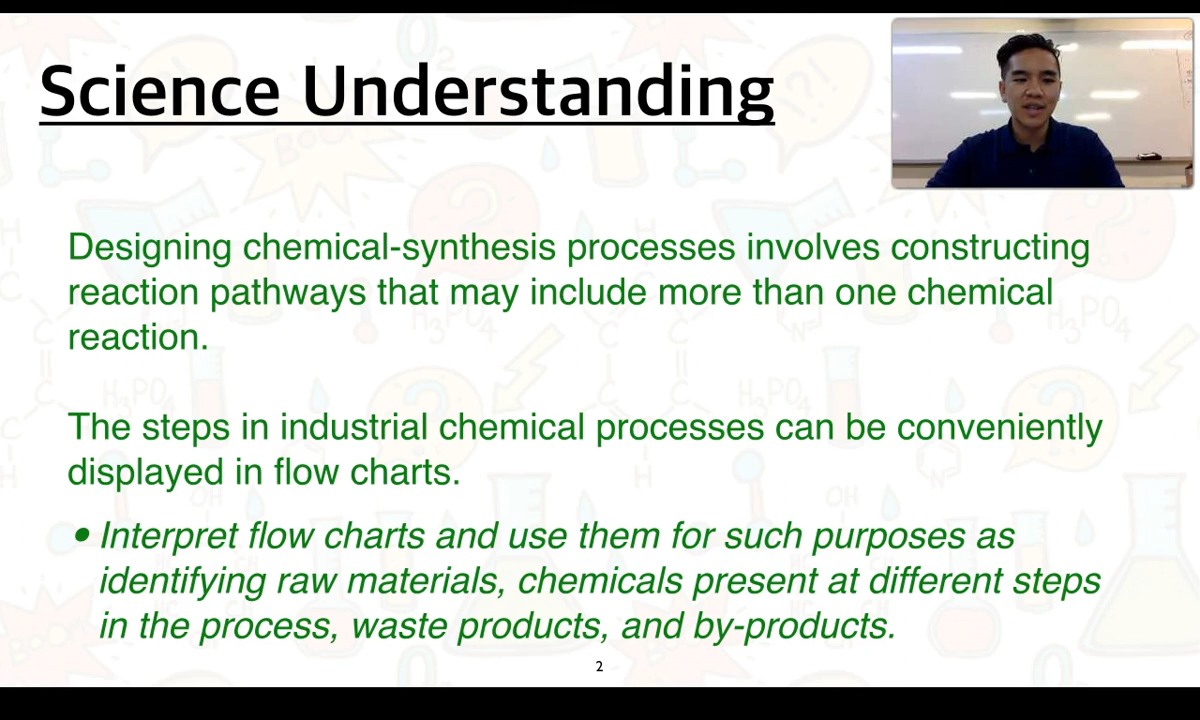 Science Understanding
Designing chemical-synthesis processes involves constructing
reaction pathways that may include more than one chemical
reaction.
The steps in industrial chemical processes can be conveniently
displayed in flow charts.
• Interpret flow charts and use them for such purposes as
identifying raw materials, chemicals present at different steps
in the process, waste products, and by-products.
2